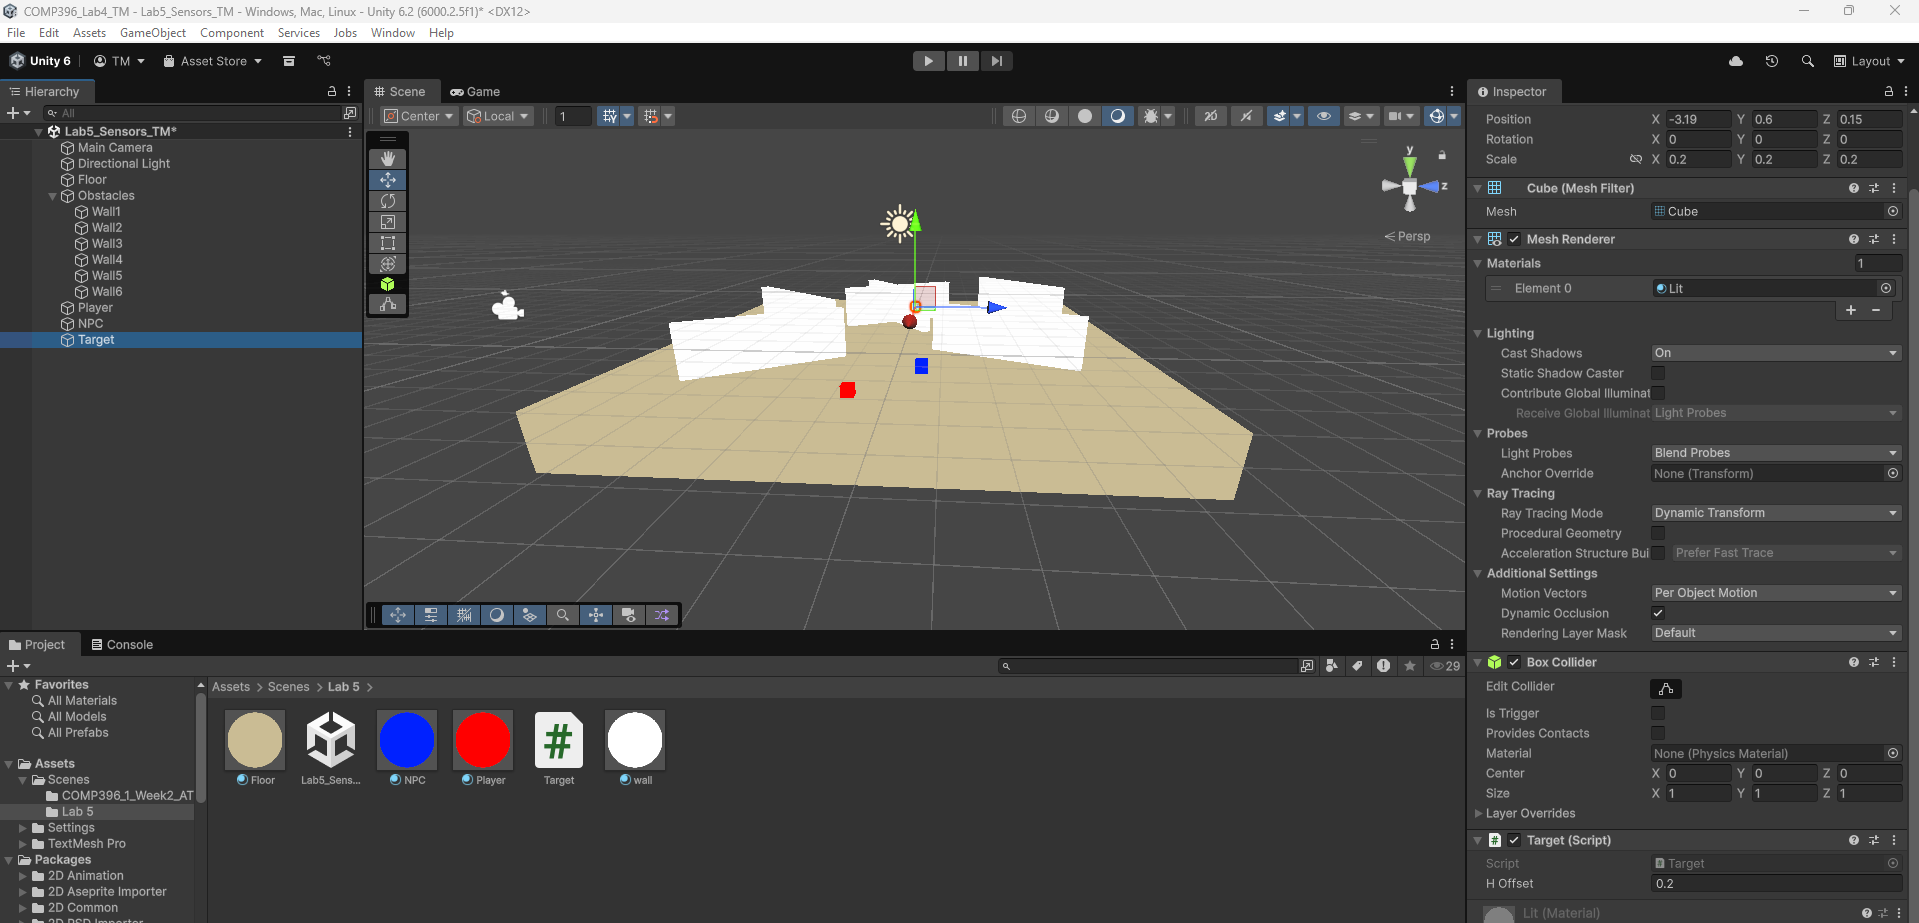 COMP396_Lab4_TM - Lab5_Sensors_TM - Windows, Mac, Linux - Unity 6.2 (6000.2.5f1)* <DX12>
File Edit Assets GameObject Component Services Jobs Window Help
Unity 6 TM Asset Store Layout
Hierarchy
All
Lab5_Sensors_TM*
Main Camera
Directional Light
Floor
Obstacles
Wall1
Wall2
Wall3
Wall4
Wall5
Wall6
Player
NPC
Target
Scene Game
Center Local 1 2D
y
z
Persp
Inspector
Position X -3.19 Y 0.6 Z 0.15
Rotation X 0 Y 0 Z 0
Scale X 0.2 Y 0.2 Z 0.2
Cube (Mesh Filter)
Mesh Cube
Mesh Renderer
Materials 1
Element 0 Lit
Lighting
Cast Shadows On
Static Shadow Caster
Contribute Global Illuminat
Receive Global Illuminat Light Probes
Probes
Light Probes Blend Probes
Anchor Override None (Transform)
Ray Tracing
Ray Tracing Mode Dynamic Transform
Procedural Geometry
Acceleration Structure Bui Prefer Fast Trace
Additional Settings
Motion Vectors Per Object Motion
Dynamic Occlusion
Rendering Layer Mask Default
Box Collider
Edit Collider
Is Trigger
Provides Contacts
Material None (Physics Material)
Center X 0 Y 0 Z 0
Size X 1 Y 1 Z 1
Layer Overrides
Target (Script)
Script Target
H Offset 0.2
Lit (Material)
Project Console
29
Favorites
All Materials
All Models
All Prefabs
Assets
Scenes
COMP396_1_Week2_AT
Lab 5
Settings
TextMesh Pro
Packages
2D Animation
2D Aseprite Importer
2D Common
2D PSD Importer
Assets > Scenes > Lab 5 >
Floor Lab5_Sens... NPC Player Target wall